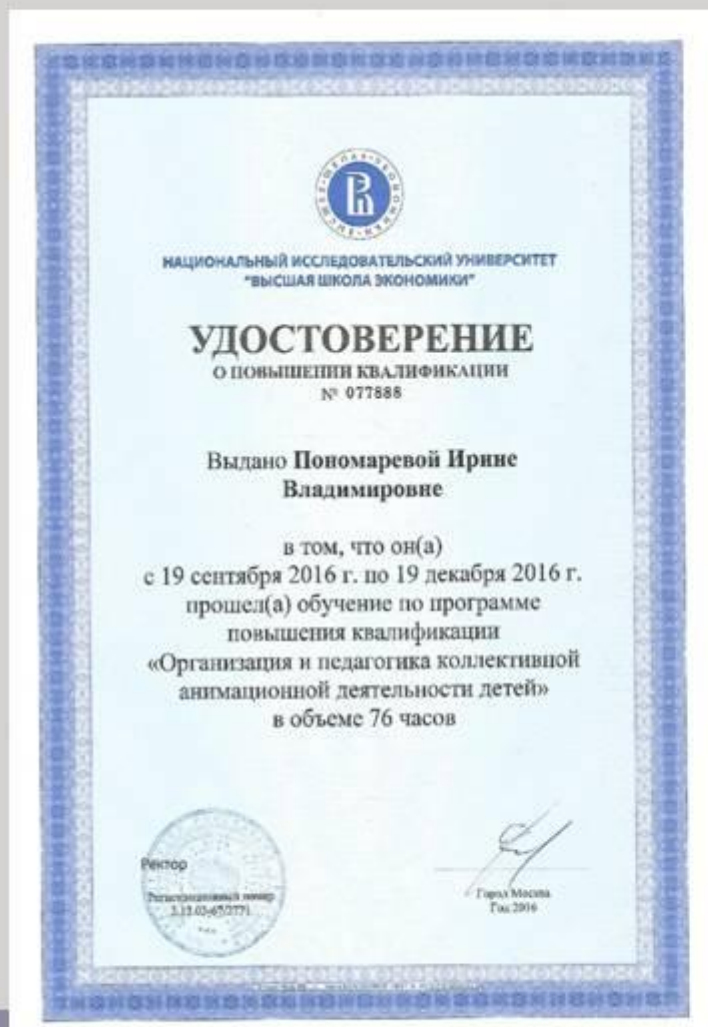 НАЦИОНАЛЬНЫЙ ИССЛЕДОВАТЕЛЬСКИЙ УНИВЕРСИТЕТ
"ВЫСШАЯ ШКОЛА ЭКОНОМИКИ"
УДОСТОВЕРЕНИЕ
О ПОВЫШЕНИИ КВАЛИФИКАЦИИ
№ 077888
Выдано Пономаревой Ирине
Владимировне
в том, что он(а)
с 19 сентября 2016 г. по 19 декабря 2016 г.
прошел(а) обучение по программе
повышения квалификации
«Организация и педагогика коллективной
анимационной деятельности детей»
в объеме 76 часов
Ректор
Регистрационный номер
Город Москва
Год 2016